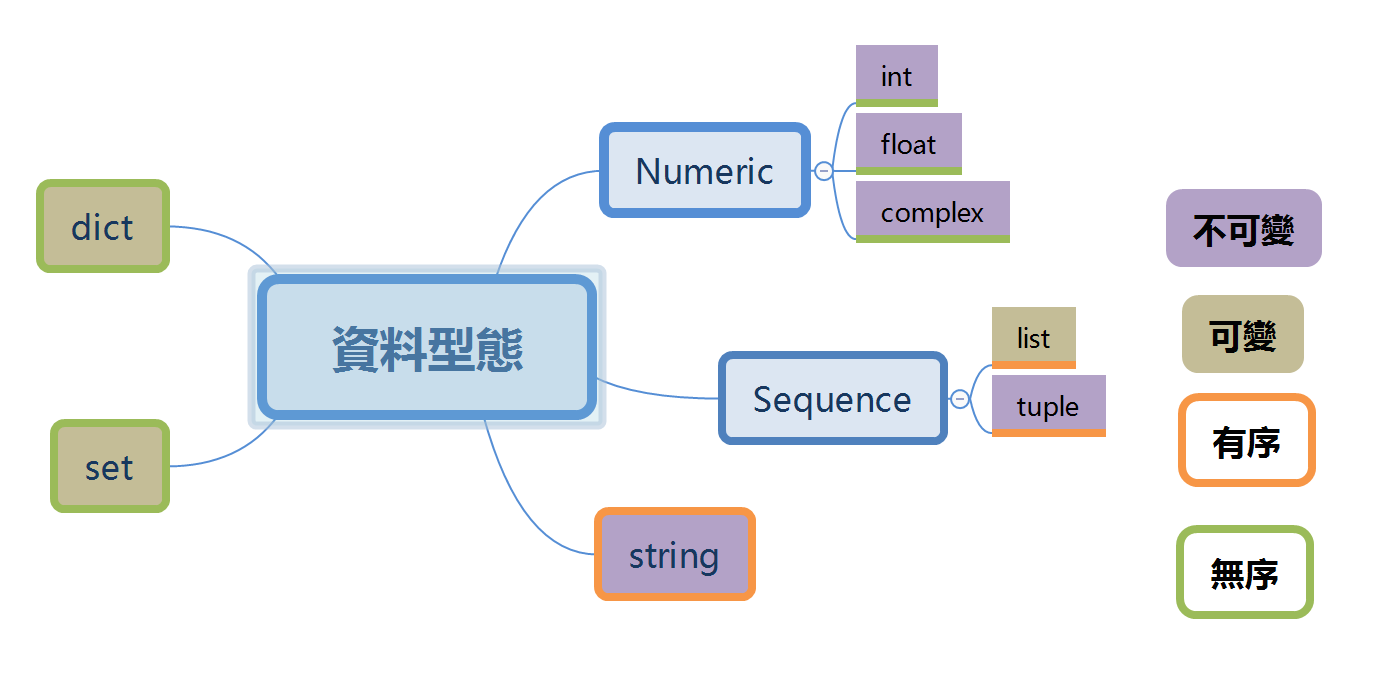 資料型態
Numeric
int
float
complex
Sequence
list
tuple
string
dict
set
不可變
可變
有序
無序